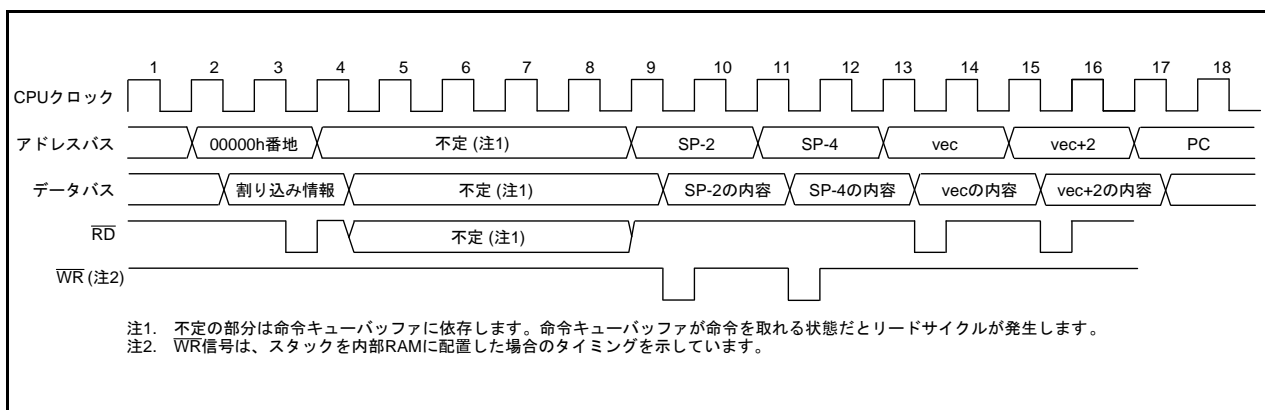 1 2 3 4 5 6 7 8 9 10 11 12 13 14 15 16 17 18
CPUクロック
アドレスバス 00000h番地 不定 (注1) SP-2 SP-4 vec vec+2 PC
データバス 割り込み情報 不定 (注1) SP-2の内容 SP-4の内容 vecの内容 vec+2の内容
RD 不定 (注1)
WR (注2)
注1. 不定の部分は命令キューバッファに依存します。命令キューバッファが命令を取れる状態だとリードサイクルが発生します。
注2. WR信号は、スタックを内部RAMに配置した場合のタイミングを示しています。